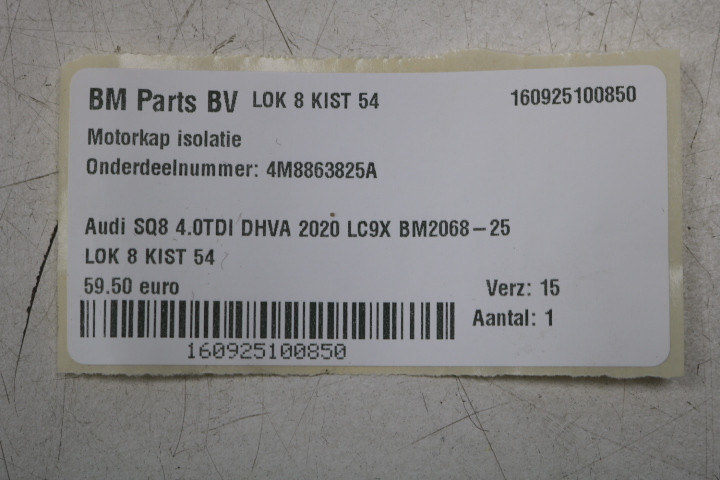 BM Parts BV LOK 8 KIST 54 160925100850
Motorkap isolatie
Onderdeelnummer: 4M8863825A
Audi SQ8 4.0TDI DHVA 2020 LC9X BM2068-25
LOK 8 KIST 54
59.50 euro Verz: 15
Aantal: 1
160925100850